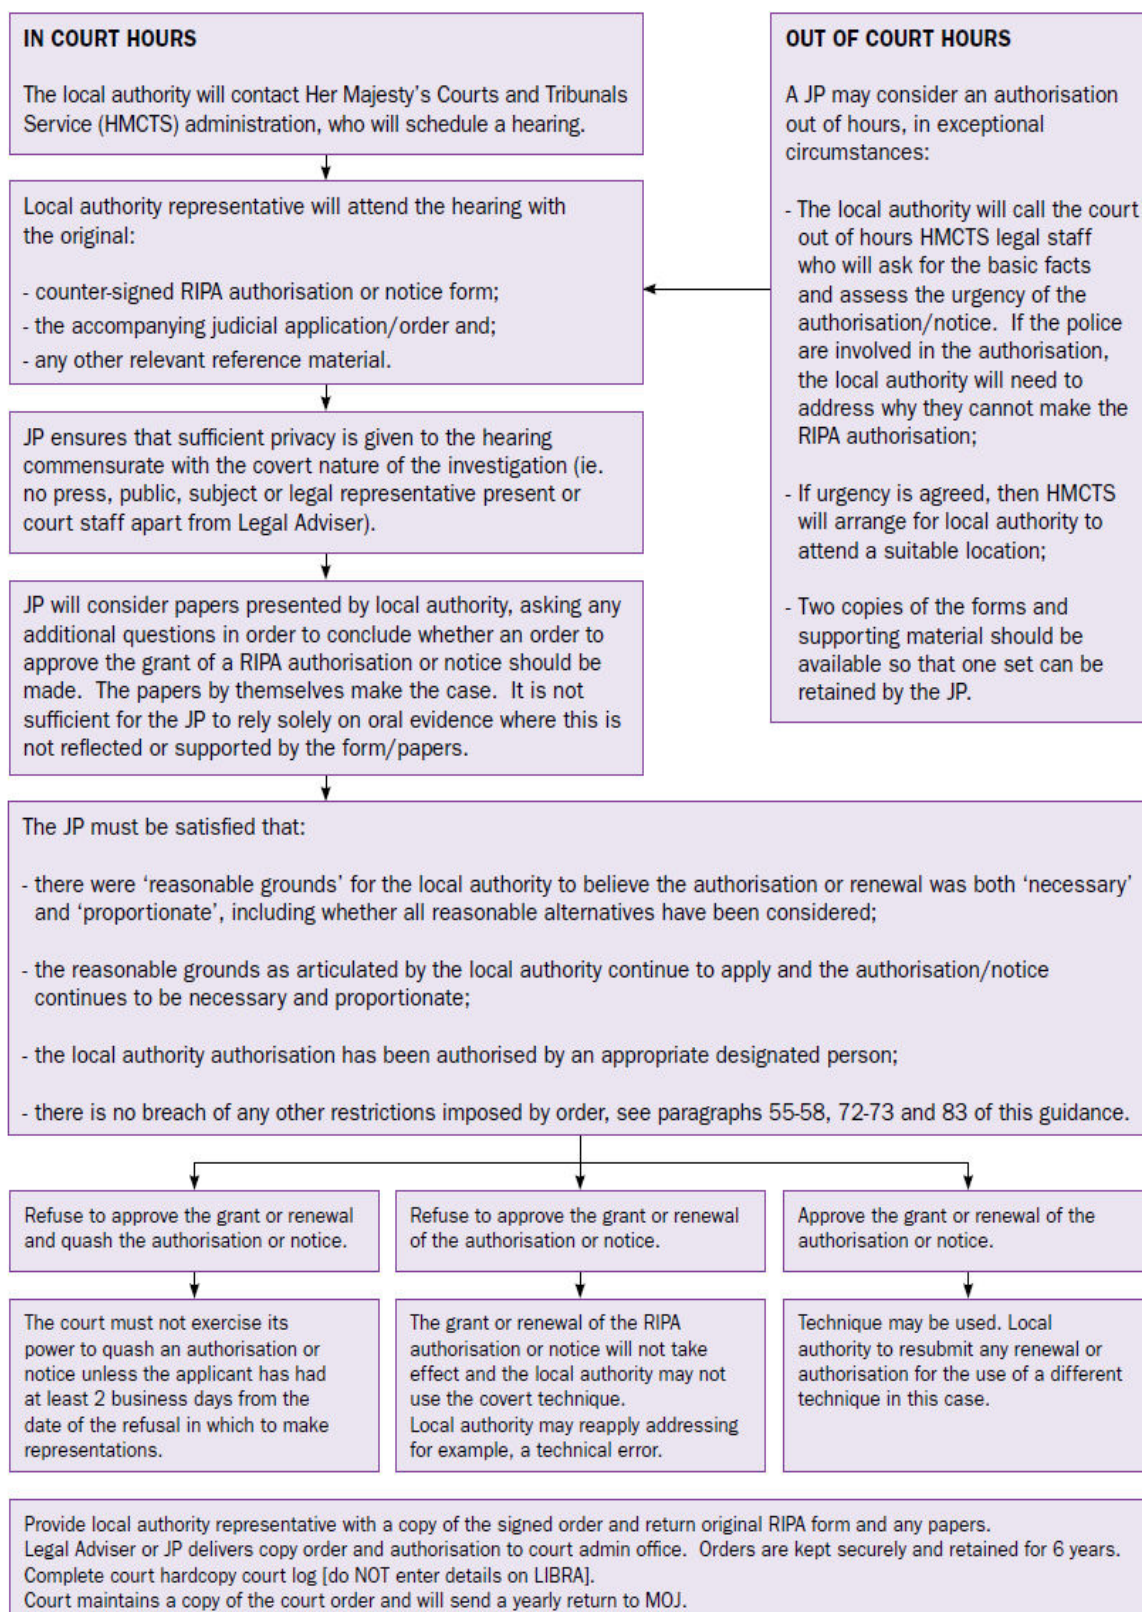 IN COURT HOURS
The local authority will contact Her Majesty's Courts and Tribunals
Service (HMCTS) administration, who will schedule a hearing.
Local authority representative will attend the hearing with
the original:
- counter-signed RIPA authorisation or notice form;
- the accompanying judicial application/order and;
- any other relevant reference material.
JP ensures that sufficient privacy is given to the hearing
commensurate with the covert nature of the investigation (ie.
no press, public, subject or legal representative present or
court staff apart from Legal Adviser).
JP will consider papers presented by local authority, asking any
additional questions in order to conclude whether an order to
approve the grant of a RIPA authorisation or notice should be
made. The papers by themselves make the case. It is not
sufficient for the JP to rely solely on oral evidence where this is
not reflected or supported by the form/papers.
OUT OF COURT HOURS
A JP may consider an authorisation
out of hours, in exceptional
circumstances:
- The local authority will call the court
out of hours HMCTS legal staff
who will ask for the basic facts
and assess the urgency of the
authorisation/notice. If the police
are involved in the authorisation,
the local authority will need to
address why they cannot make the
RIPA authorisation;
- If urgency is agreed, then HMCTS
will arrange for local authority to
attend a suitable location;
- Two copies of the forms and
supporting material should be
available so that one set can be
retained by the JP.
The JP must be satisfied that:
- there were 'reasonable grounds' for the local authority to believe the authorisation or renewal was both 'necessary'
and 'proportionate', including whether all reasonable alternatives have been considered;
- the reasonable grounds as articulated by the local authority continue to apply and the authorisation/notice
continues to be necessary and proportionate;
- the local authority authorisation has been authorised by an appropriate designated person;
- there is no breach of any other restrictions imposed by order, see paragraphs 55-58, 72-73 and 83 of this guidance.
Refuse to approve the grant or renewal
and quash the authorisation or notice.
The court must not exercise its
power to quash an authorisation or
notice unless the applicant has had
at least 2 business days from the
date of the refusal in which to make
representations.
Refuse to approve the grant or renewal
of the authorisation or notice.
The grant or renewal of the RIPA
authorisation or notice will not take
effect and the local authority may not
use the covert technique.
Local authority may reapply addressing
for example, a technical error.
Approve the grant or renewal of the
authorisation or notice.
Technique may be used. Local
authority to resubmit any renewal or
authorisation for the use of a different
technique in this case.
Provide local authority representative with a copy of the signed order and return original RIPA form and any papers.
Legal Adviser or JP delivers copy order and authorisation to court admin office. Orders are kept securely and retained for 6 years.
Complete court hardcopy court log [do NOT enter details on LIBRA].
Court maintains a copy of the court order and will send a yearly return to MOJ.